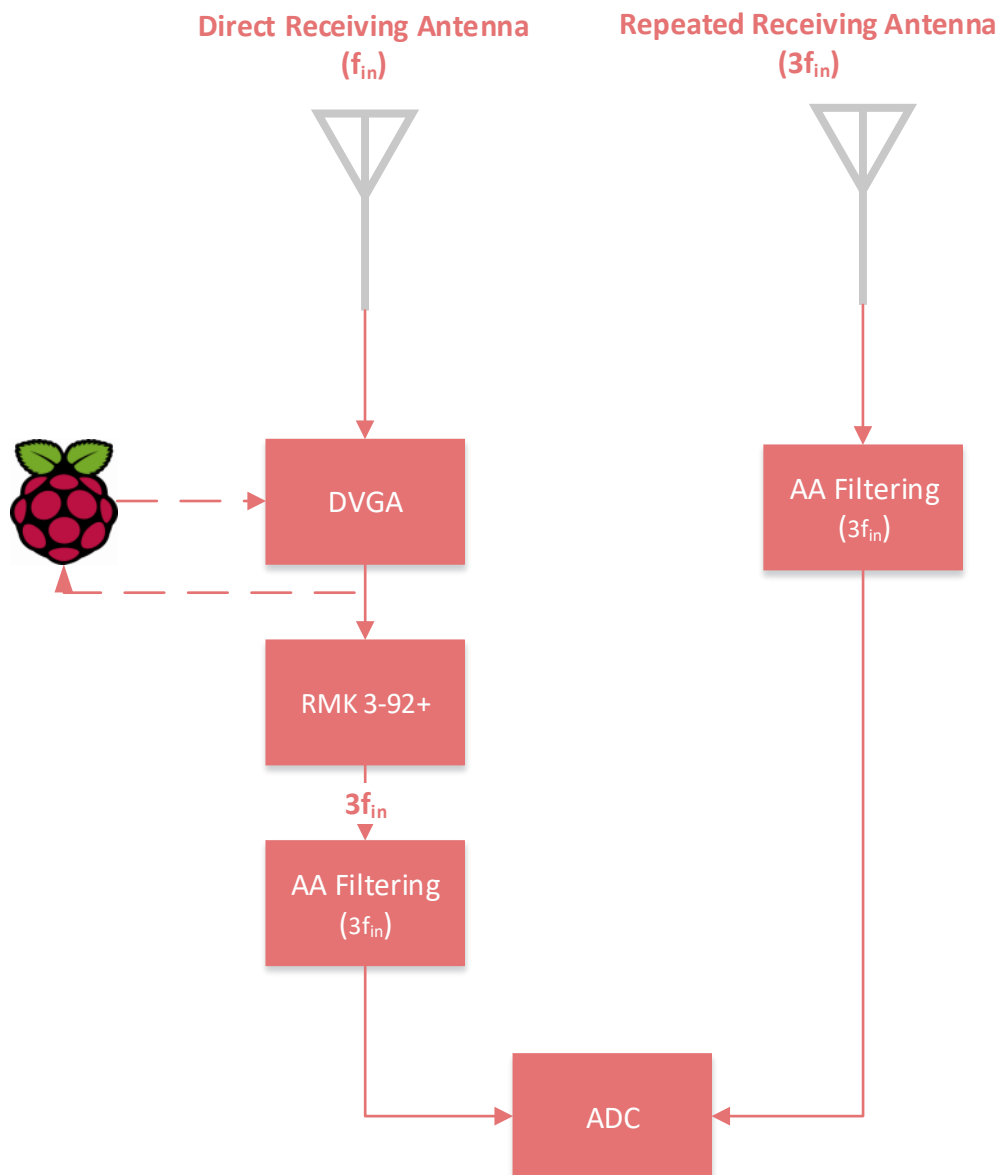 Direct Receiving Antenna
(fin)
Repeated Receiving Antenna
(3fin)
DVGA
AA Filtering
(3fin)
RMK 3-92+
3fin
AA Filtering
(3fin)
ADC